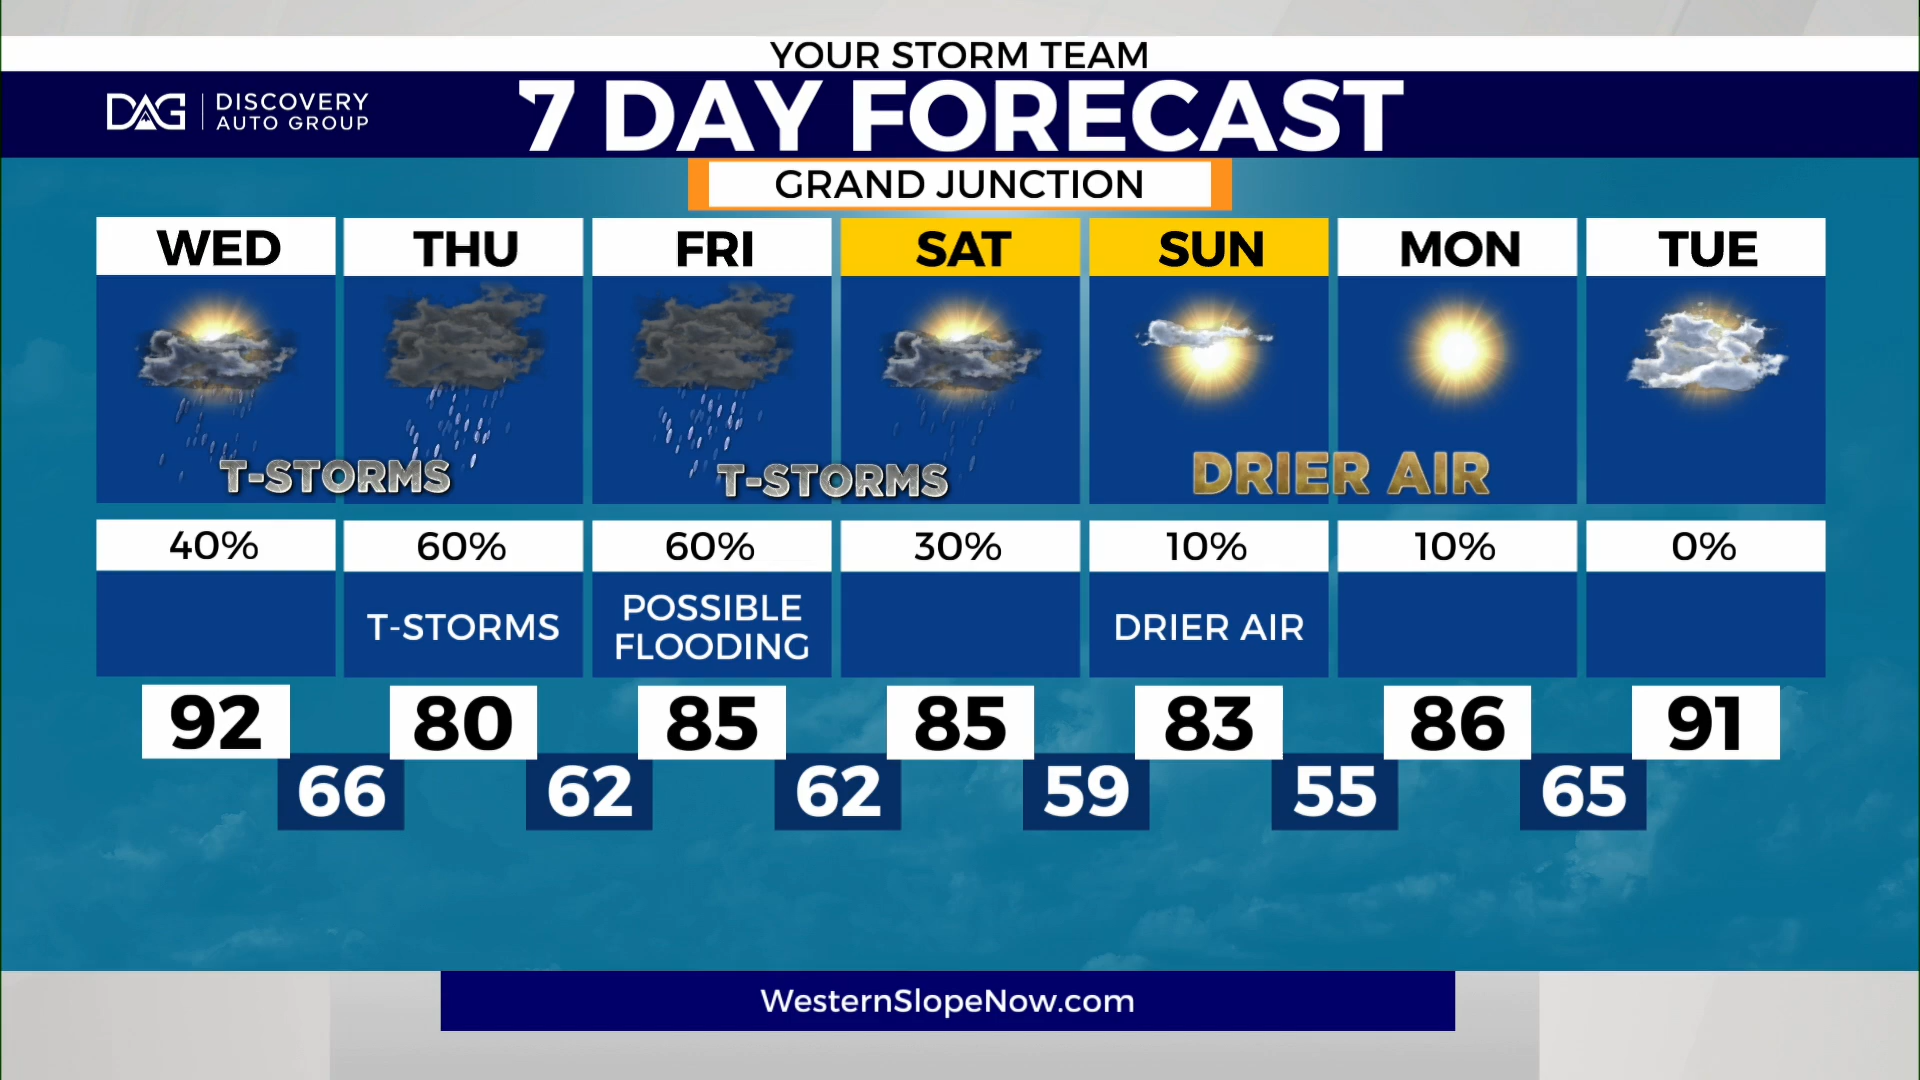 YOUR STORM TEAM
DAG DISCOVERY
AUTO GROUP
7 DAY FORECAST
GRAND JUNCTION
WED THU FRI SAT SUN MON TUE
T-STORMS T-STORMS DRIER AIR
40% 60% 60% 30% 10% 10% 0%
T-STORMS
POSSIBLE
FLOODING
DRIER AIR
92 80 85 85 83 86 91
66 62 62 59 55 65
WesternSlopeNow.com